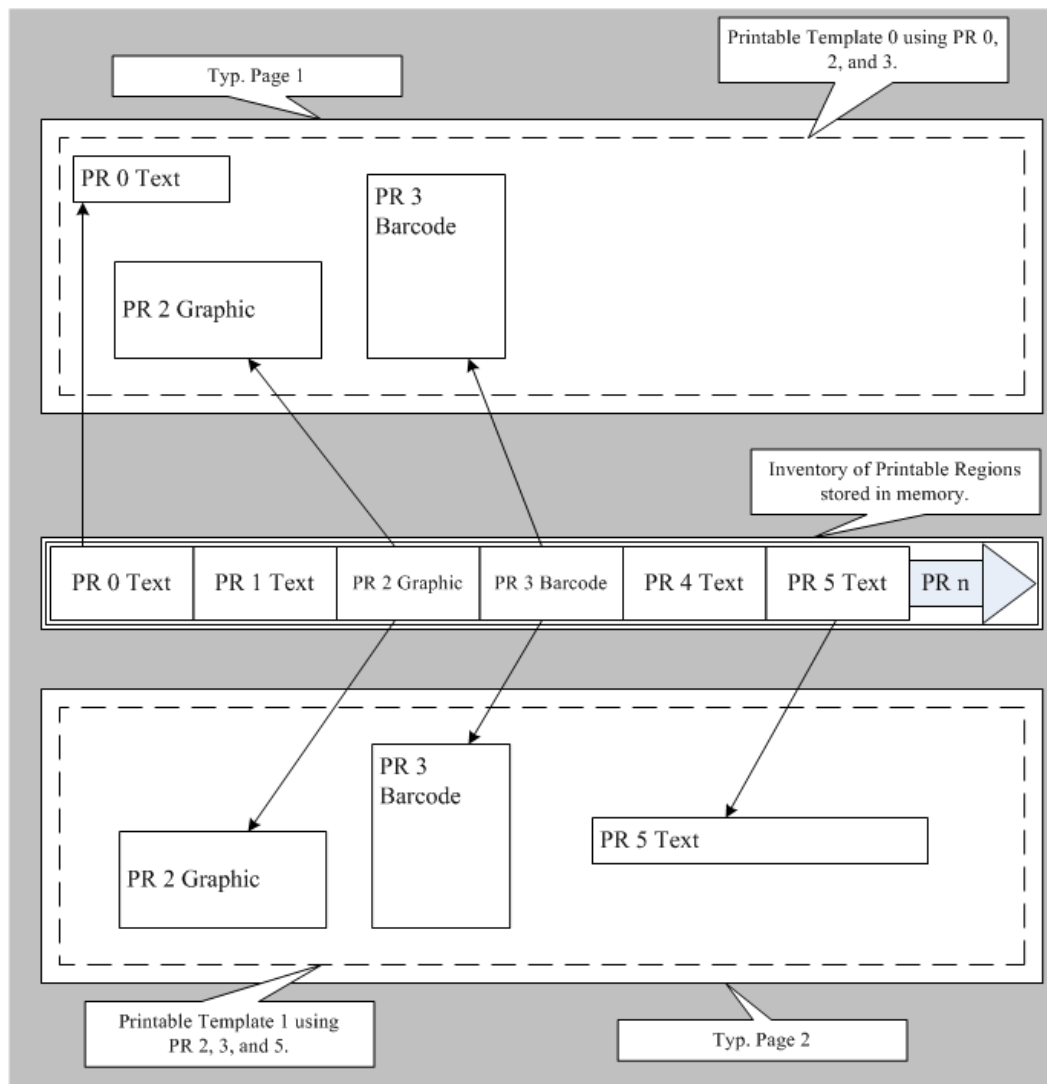 Printable Template 0 using PR 0,
2, and 3.
Typ. Page 1
PR 0 Text
PR 3
Barcode
PR 2 Graphic
Inventory of Printable Regions
stored in memory.
PR 0 Text
PR 1 Text
PR 2 Graphic
PR 3 Barcode
PR 4 Text
PR 5 Text
PR n
PR 3
Barcode
PR 5 Text
PR 2 Graphic
Printable Template 1 using
PR 2, 3, and 5.
Typ. Page 2